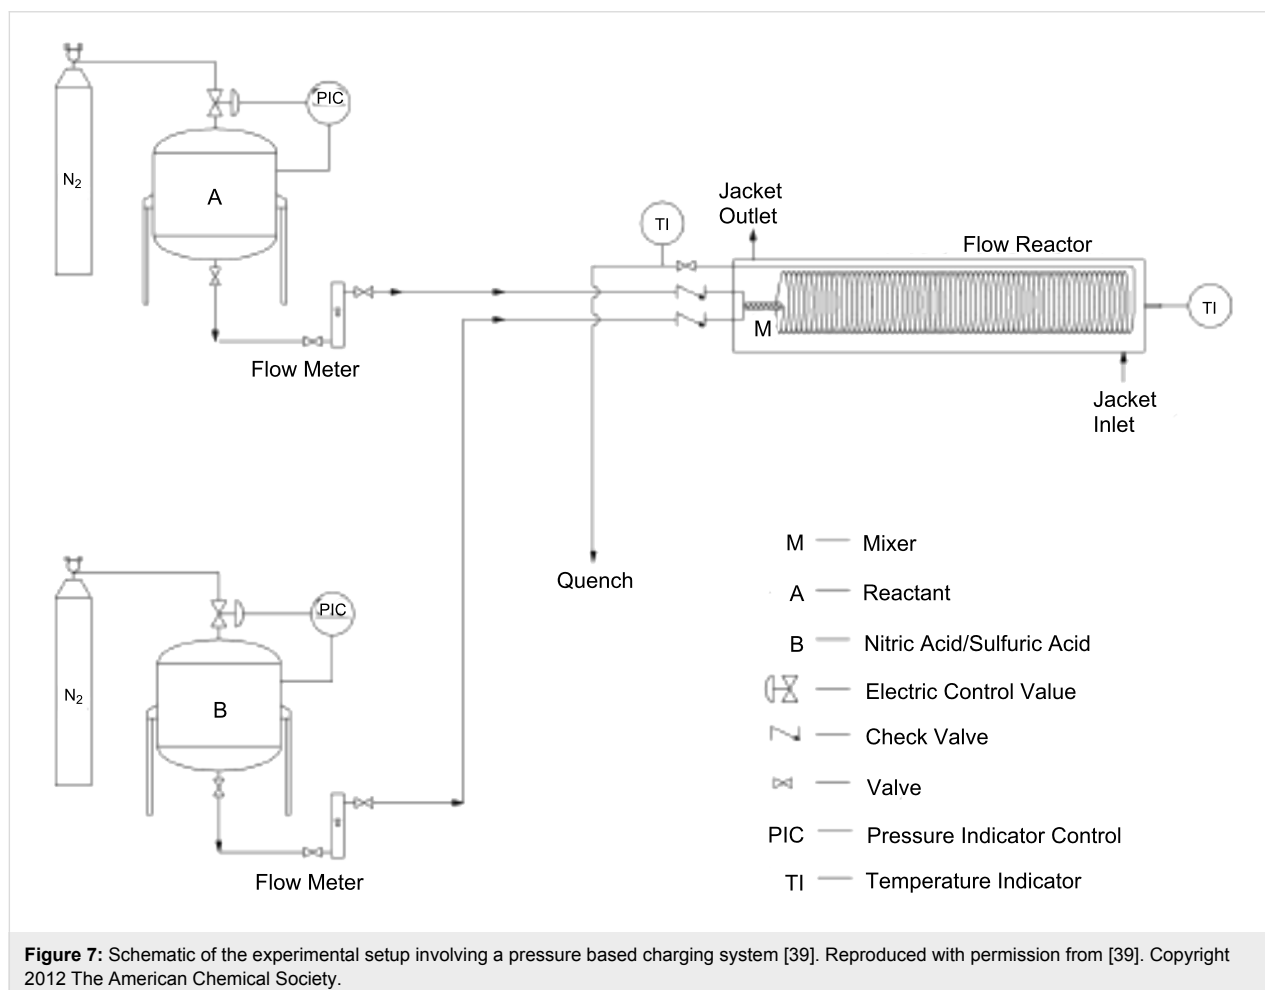 PIC
N2
A
Flow Meter
TI
Jacket
Outlet
Flow Reactor
M
TI
Jacket
Inlet
Quench
PIC
N2
B
Flow Meter
M — Mixer
A — Reactant
B — Nitric Acid/Sulfuric Acid
— Electric Control Value
— Check Valve
— Valve
PIC — Pressure Indicator Control
TI — Temperature Indicator
Figure 7: Schematic of the experimental setup involving a pressure based charging system [39]. Reproduced with permission from [39]. Copyright
2012 The American Chemical Society.